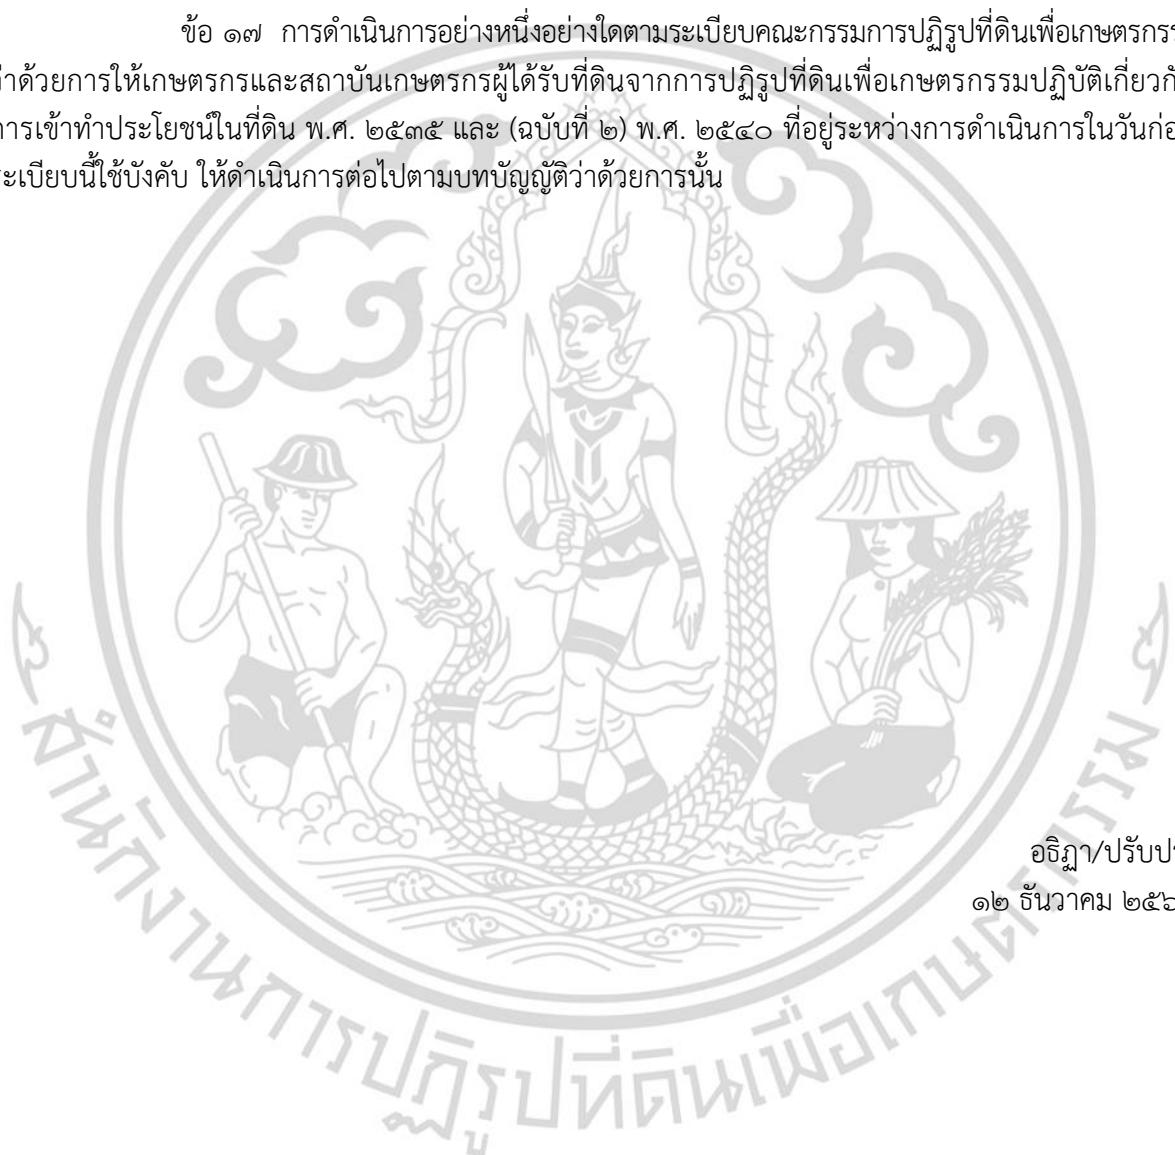 ข้อ ๑๗ การดำเนินการอย่างหนึ่งอย่างใดตามระเบียบคณะกรรมการปฏิรูปที่ดินเพื่อเกษตรกรร
ว่าด้วยการให้เกษตรกรและสถาบันเกษตรกรผู้ได้รับที่ดินจากการปฏิรูปที่ดินเพื่อเกษตรกรรมปฏิบัติเกี่ยวกั
การเข้าทำประโยชน์ในที่ดิน พ.ศ. ๒๕๓๕ และ (ฉบับที่ ๒) พ.ศ. ๒๕๔๐ ที่อยู่ระหว่างการดำเนินการในวันก่อ
ระเบียบนี้ใช้บังคับ ให้ดำเนินการต่อไปตามบทบัญญัติว่าด้วยการนั้น
อธิฏา/ปรับป
๑๒ ธันวาคม ๒๕๖
สำนักงานการปฏิรูปที่ดินเพื่อเกษตรกรรม